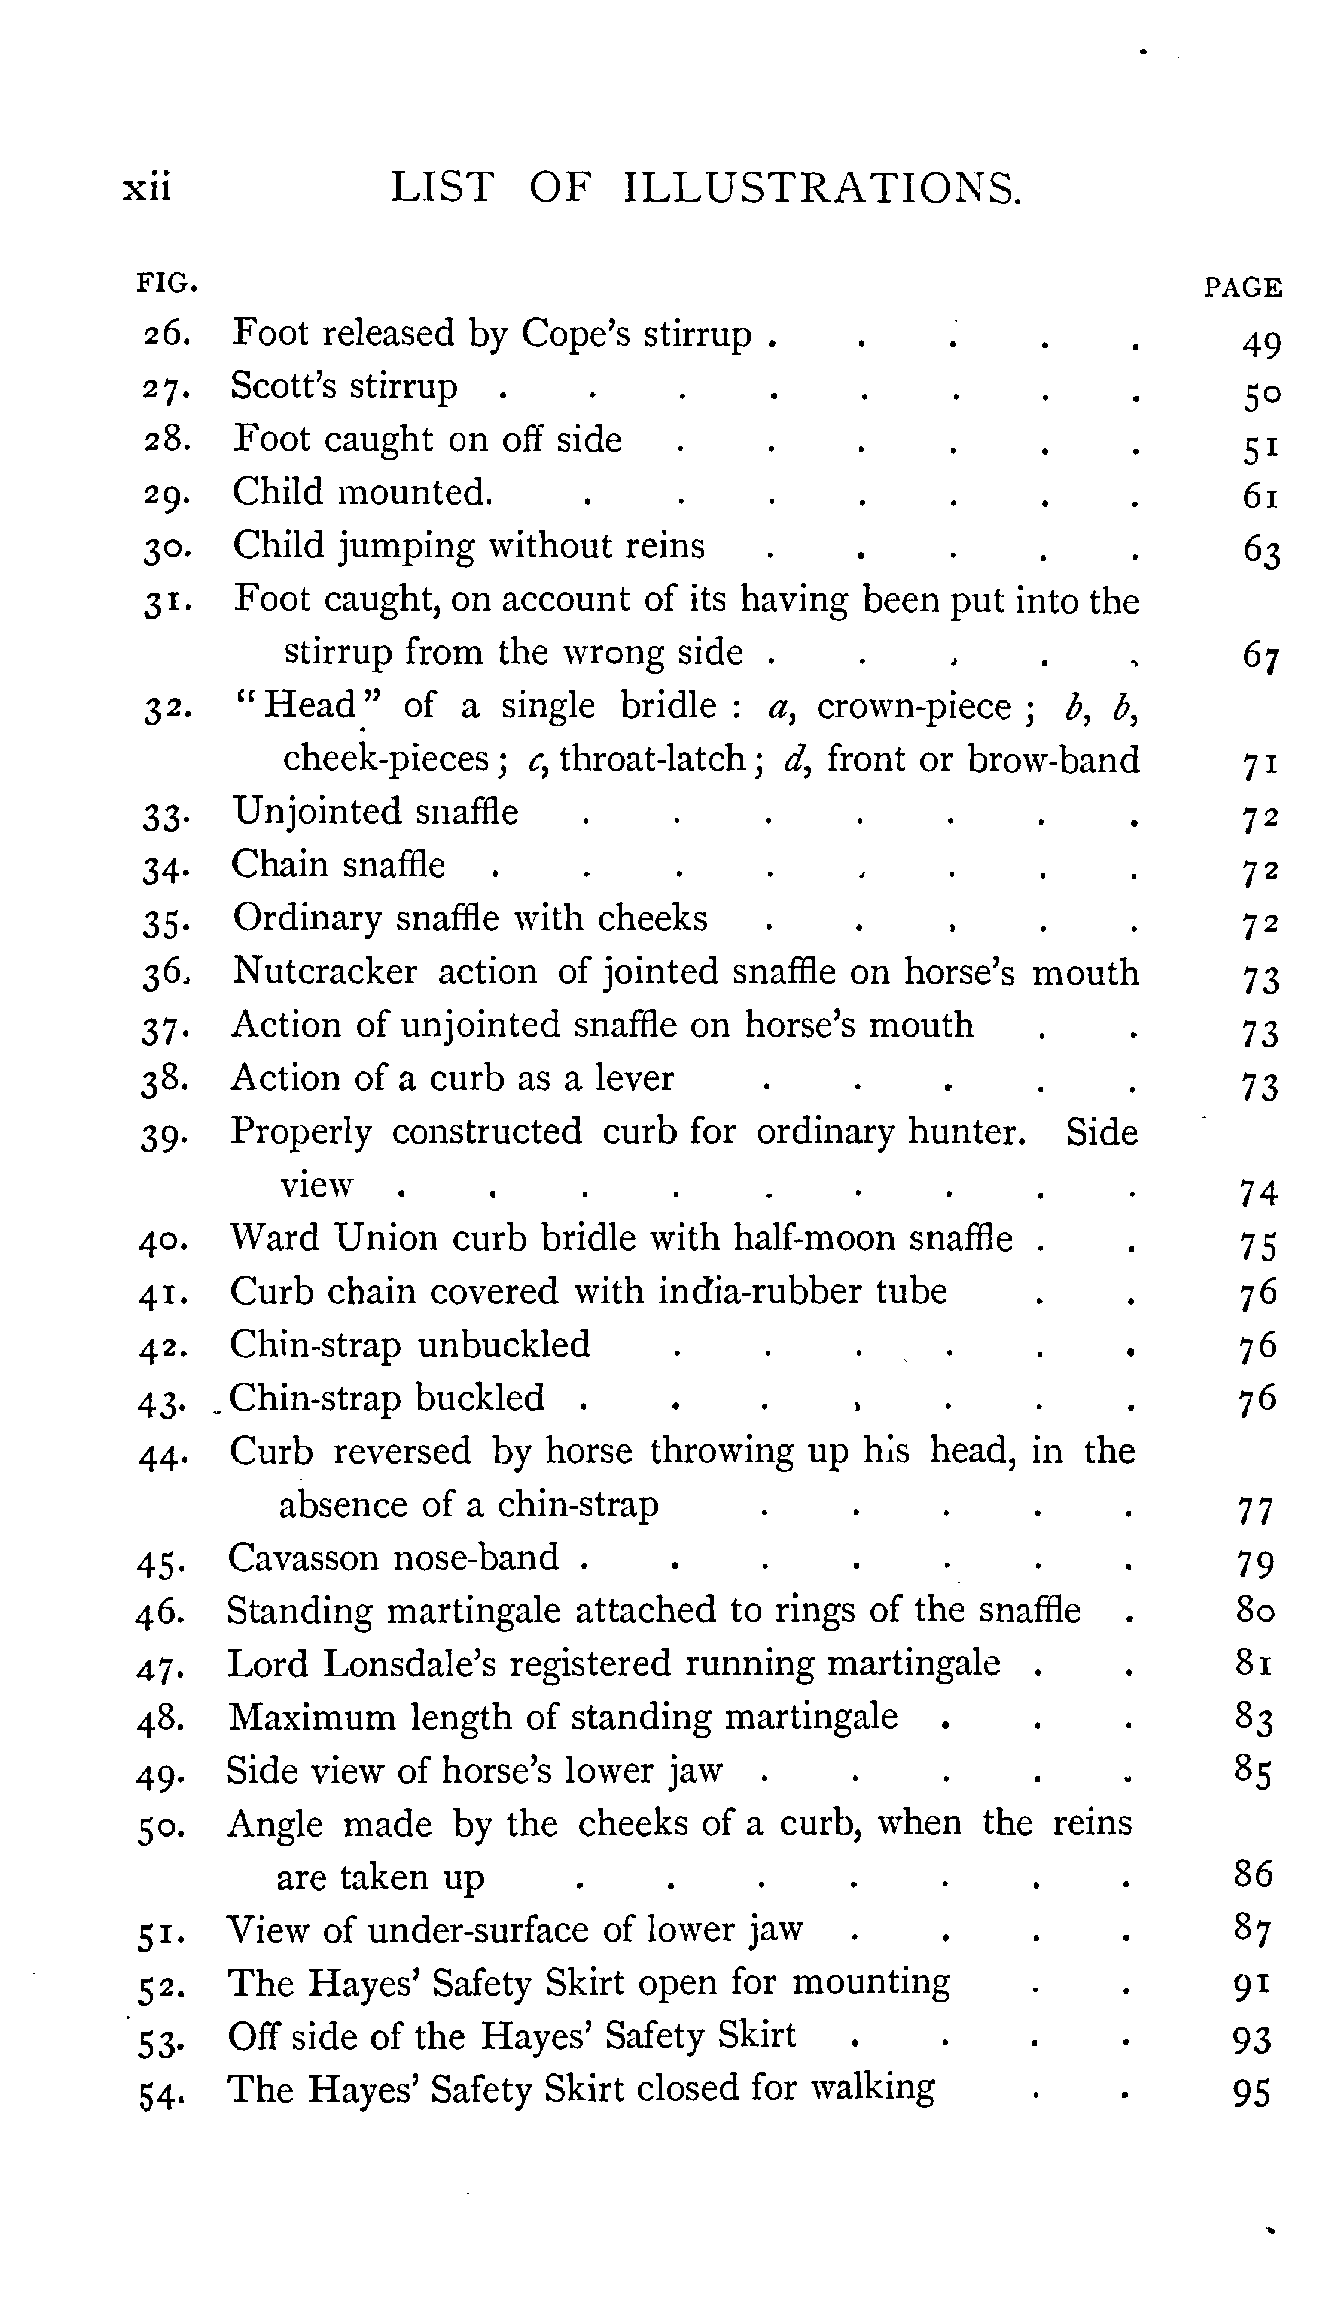 xii LIST OF ILLUSTRATIONS.
FIG. PAGE
26. Foot released by Cope's stirrup . . . . . 49
27. Scott's stirrup . . . . . . . . 50
28. Foot caught on off side . . . . . . 51
29. Child mounted. . . . . . . . 61
30. Child jumping without reins . . . . . 63
31. Foot caught, on account of its having been put into the
stirrup from the wrong side . . . . . 67
32. "Head" of a single bridle : a, crown-piece ; b, b,
cheek-pieces ; c, throat-latch ; d, front or brow-band 71
33. Unjointed snaffle . . . . . . . 72
34. Chain snaffle . . . . . . . . 72
35. Ordinary snaffle with cheeks . . . . . 72
36. Nutcracker action of jointed snaffle on horse's mouth 73
37. Action of unjointed snaffle on horse's mouth . . 73
38. Action of a curb as a lever . . . . . 73
39. Properly constructed curb for ordinary hunter. Side
view . . . . . . . . . 74
40. Ward Union curb bridle with half-moon snaffle . . 75
41. Curb chain covered with india-rubber tube . . 76
42. Chin-strap unbuckled . . . . . . 76
43. Chin-strap buckled . . . . . . . 76
44. Curb reversed by horse throwing up his head, in the
absence of a chin-strap . . . . . 77
45. Cavasson nose-band . . . . . . . 79
46. Standing martingale attached to rings of the snaffle . 80
47. Lord Lonsdale's registered running martingale . . 81
48. Maximum length of standing martingale . . . 83
49. Side view of horse's lower jaw . . . . . 85
50. Angle made by the cheeks of a curb, when the reins
are taken up . . . . . . . 86
51. View of under-surface of lower jaw . . . . 87
52. The Hayes' Safety Skirt open for mounting . . 91
53. Off side of the Hayes' Safety Skirt . . . . 93
54. The Hayes' Safety Skirt closed for walking . . 95